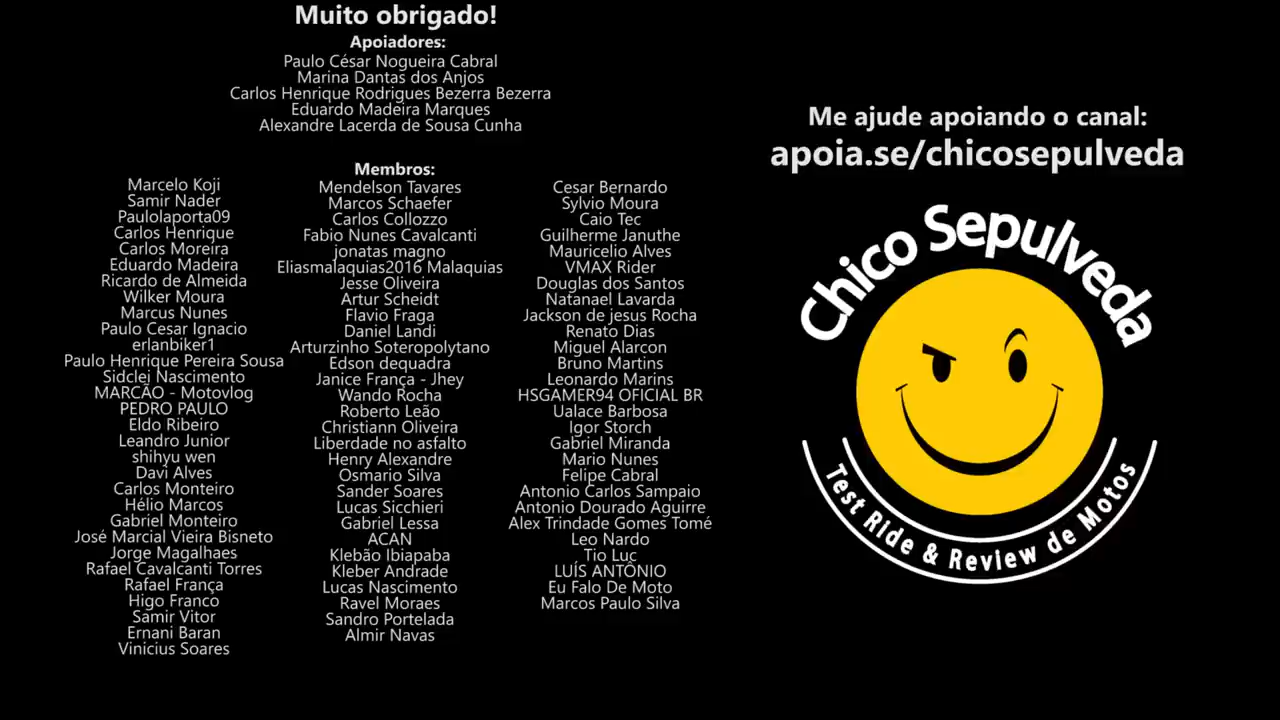 Muito obrigado!
Apoiadores:
Paulo César Nogueira Cabral
Marina Dantas dos Anjos
Carlos Henrique Rodrigues Bezerra Bezerra
Eduardo Madeira Marques
Alexandre Lacerda de Sousa Cunha
Membros:
Marcelo Koji
Samir Nader
Paulolaporta09
Carlos Henrique
Carlos Moreira
Eduardo Madeira
Ricardo de Almeida
Wilker Moura
Marcus Nunes
Paulo Cesar Ignacio
erlanbiker1
Paulo Henrique Pereira Sousa
Sidclei Nascimento
MARCÃO - Motovlog
PEDRO PAULO
Eldo Ribeiro
Leandro Junior
shihyu wen
Davi Alves
Carlos Monteiro
Hélio Marcos
Gabriel Monteiro
José Marcial Vieira Bisneto
Jorge Magalhaes
Rafael Cavalcanti Torres
Rafael França
Higo Franco
Samir Vitor
Ernani Baran
Vinicius Soares
Mendelson Tavares
Marcos Schaefer
Carlos Collozzo
Fabio Nunes Cavalcanti
jonatas magno
Eliasmalaquias2016 Malaquias
Jesse Oliveira
Artur Scheidt
Flavio Fraga
Daniel Landi
Arturzinho Soteropolytano
Edson dequadra
Janice França - Jhey
Wando Rocha
Roberto Leão
Christiann Oliveira
Liberdade no asfalto
Henry Alexandre
Osmario Silva
Sander Soares
Lucas Sicchieri
Gabriel Lessa
ACAN
Klebão Ibiapaba
Kleber Andrade
Lucas Nascimento
Ravel Moraes
Sandro Portelada
Almir Navas
Cesar Bernardo
Sylvio Moura
Caio Tec
Guilherme Januthe
Mauricelio Alves
VMAX Rider
Douglas dos Santos
Natanael Lavarda
Jackson de jesus Rocha
Renato Dias
Miguel Alarcon
Bruno Martins
Leonardo Marins
HSGAMER94 OFICIAL BR
Ualace Barbosa
Igor Storch
Gabriel Miranda
Mario Nunes
Felipe Cabral
Antonio Carlos Sampaio
Antonio Dourado Aguirre
Alex Trindade Gomes Tomé
Leo Nardo
Tio Luc
LUÍS ANTÔNIO
Eu Falo De Moto
Marcos Paulo Silva
Me ajude apoiando o canal:
apoia.se/chicosepulveda
Chico Sepulveda
Test Ride & Review de Motos